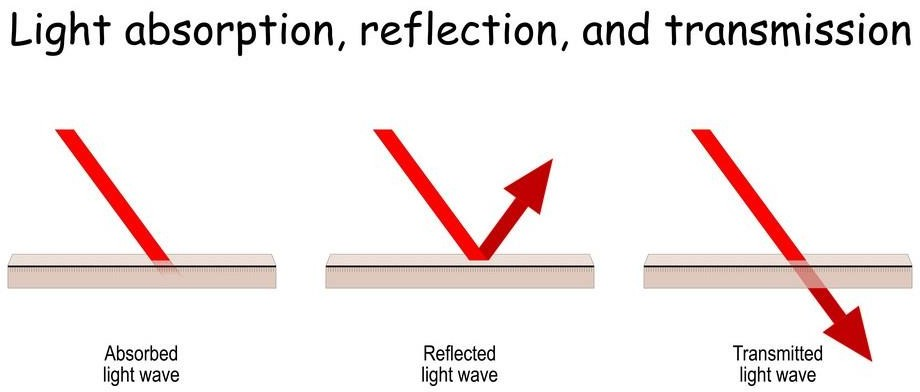 Light absorption, reflection, and transmission
Absorbed
light wave
Reflected
light wave
Transmitted
light wave